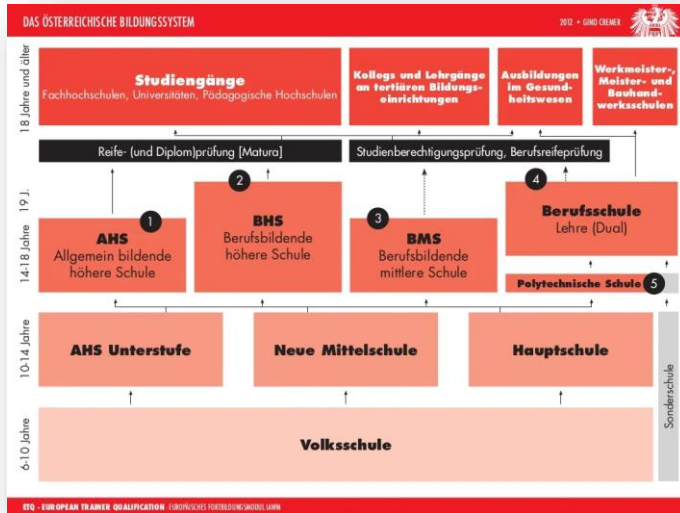 DAS ÖSTERREICHISCHE BILDUNGSSYSTEM
2012 • GINO CREMER
18 Jahre und älter
Studiengänge
Fachhochschulen, Universitäten, Pädagogische Hochschulen
Kollegs und Lehrgänge
an tertiären Bildungs-
einrichtungen
Ausbildungen
im Gesund-
heitswesen
Werkmeister-,
Meister- und
Bauhand-
werksschulen
Reife- (und Diplom)prüfung [Matura]
Studienberechtigungsprüfung, Berufsreifeprüfung
19 J.
14-18 Jahre
1
AHS
Allgemein bildende
höhere Schule
2
BHS
Berufsbildende
höhere Schule
3
BMS
Berufsbildende
mittlere Schule
4
Berufsschule
Lehre (Dual)
Polytechnische Schule
5
10-14 Jahre
AHS Unterstufe
Neue Mittelschule
Hauptschule
Sonderschule
6-10 Jahre
Volksschule
ETQ - EUROPEAN TRAINER QUALIFICATION -EUROPÄISCHES FORTBILDUNGSMODUL IAWM